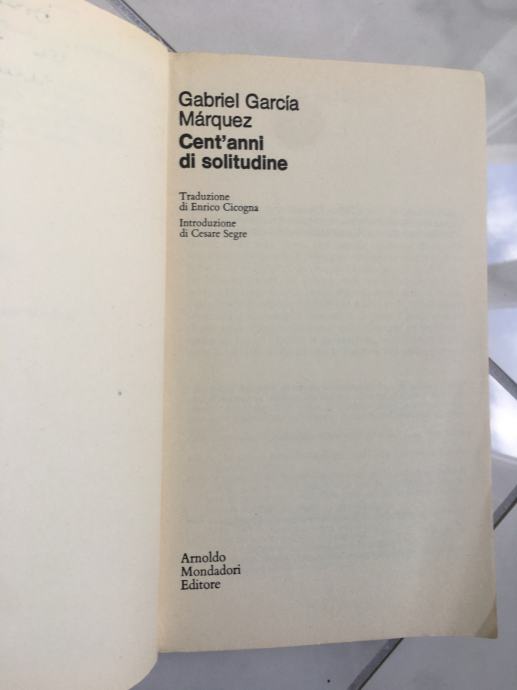 Gabriel García
Márquez
Cent'anni
di solitudine
Traduzione
di Enrico Cicogna
Introduzione
di Cesare Segre
Arnoldo
Mondadori
Editore